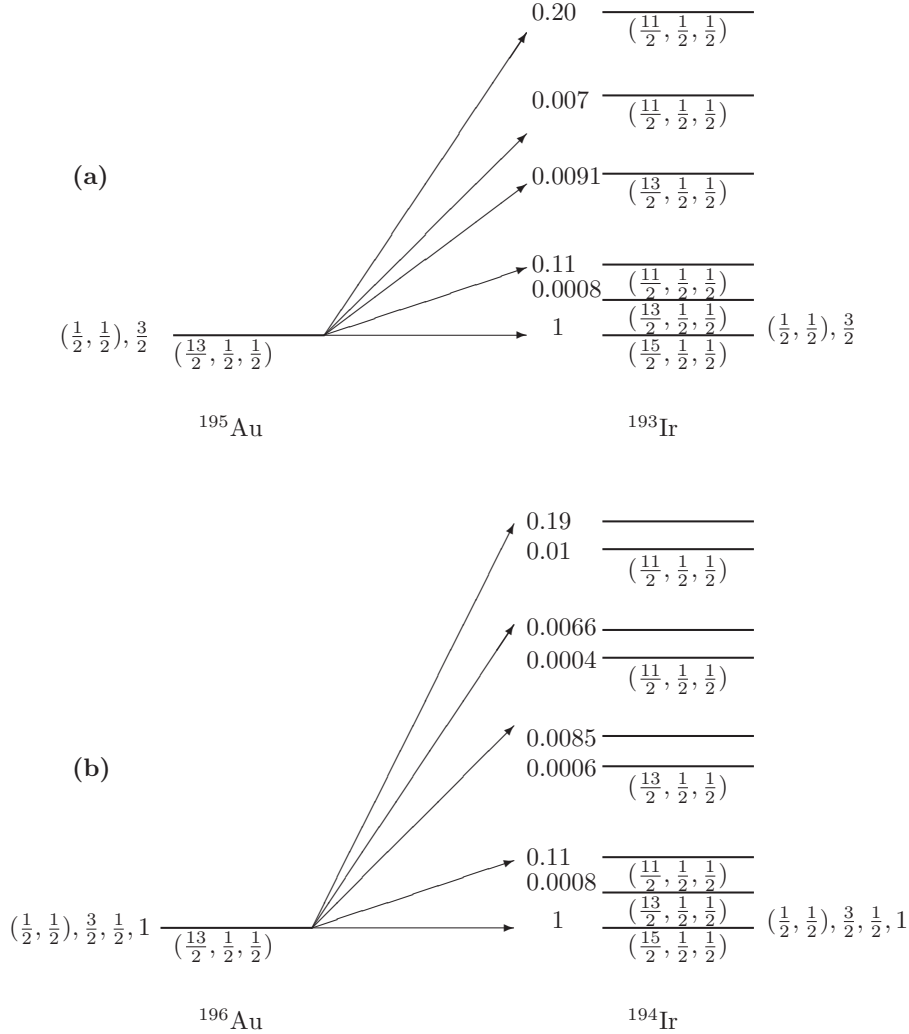 0.20
(11/2, 1/2, 1/2)
0.007
(11/2, 1/2, 1/2)
(a)
0.0091
(13/2, 1/2, 1/2)
0.11
(11/2, 1/2, 1/2)
0.0008
(13/2, 1/2, 1/2)
(1/2, 1/2), 3/2
(13/2, 1/2, 1/2)
1
(15/2, 1/2, 1/2)
(1/2, 1/2), 3/2
¹⁹⁵Au
¹⁹³Ir
0.19
0.01
(11/2, 1/2, 1/2)
0.0066
0.0004
(11/2, 1/2, 1/2)
(b)
0.0085
0.0006
(13/2, 1/2, 1/2)
0.11
(11/2, 1/2, 1/2)
0.0008
(13/2, 1/2, 1/2)
(1/2, 1/2), 3/2, 1/2, 1
(13/2, 1/2, 1/2)
1
(15/2, 1/2, 1/2)
(1/2, 1/2), 3/2, 1/2, 1
¹⁹⁶Au
¹⁹⁴Ir